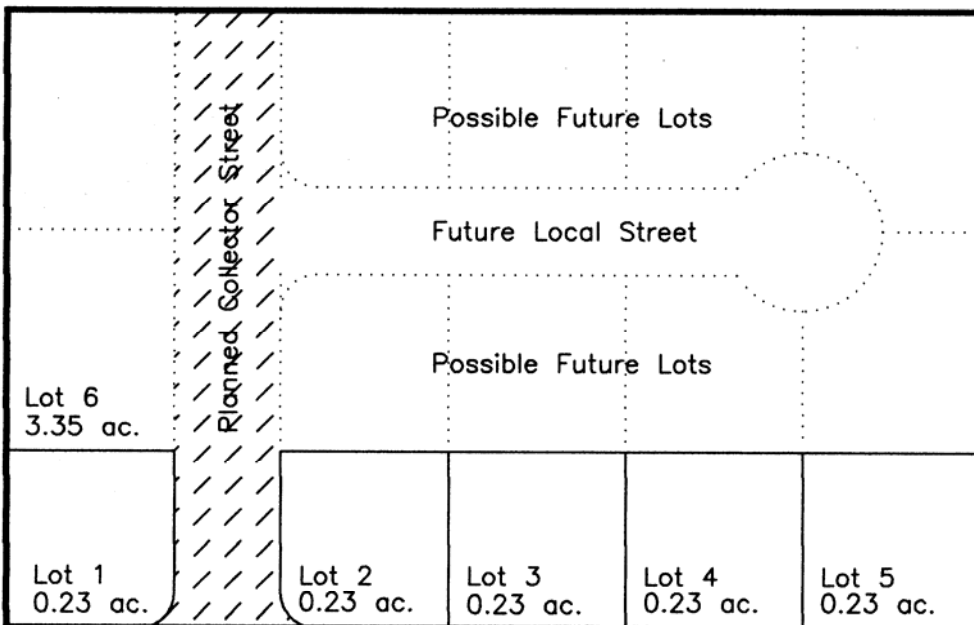 Possible Future Lots
Planned Collector Street
Future Local Street
Possible Future Lots
Lot 6
3.35 ac.
Lot 1
0.23 ac.
Lot 2
0.23 ac.
Lot 3
0.23 ac.
Lot 4
0.23 ac.
Lot 5
0.23 ac.